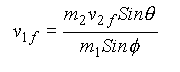 v₁f = m₂v₂fSinθ / m₁Sinϕ